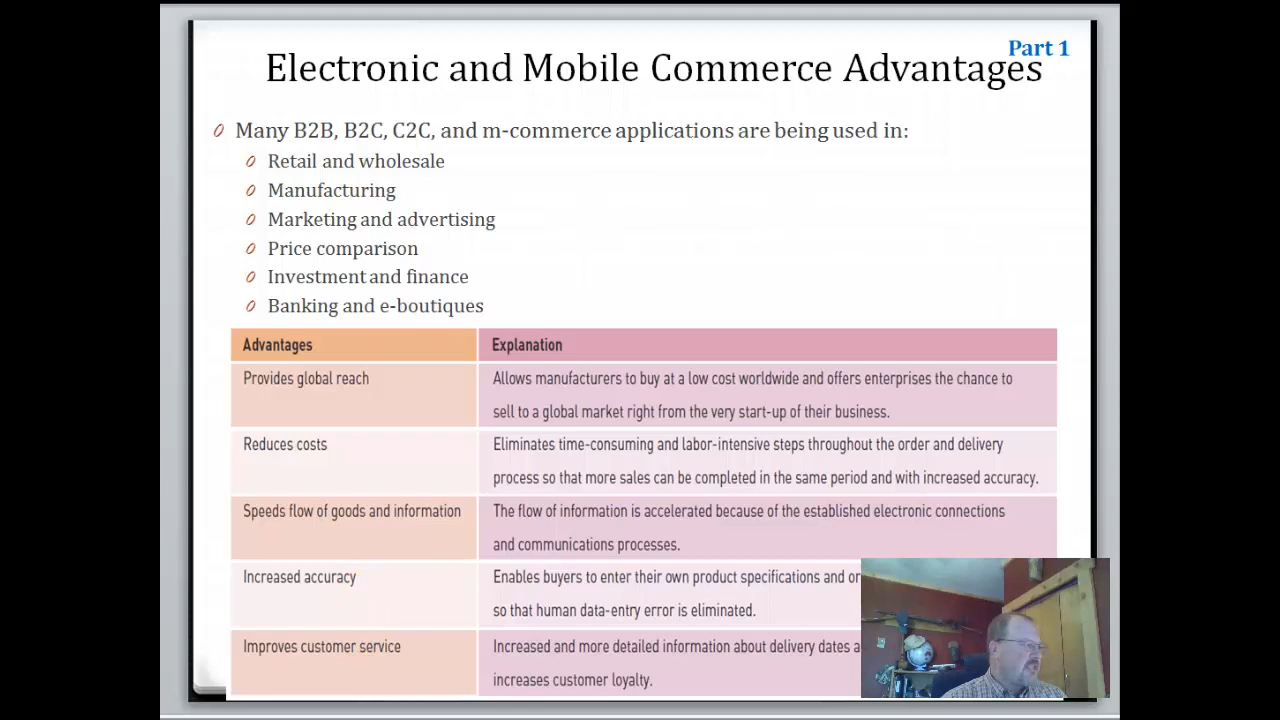 Part 1
Electronic and Mobile Commerce Advantages
Many B2B, B2C, C2C, and m-commerce applications are being used in:
Retail and wholesale
Manufacturing
Marketing and advertising
Price comparison
Investment and finance
Banking and e-boutiques
Advantages Explanation
Provides global reach Allows manufacturers to buy at a low cost worldwide and offers enterprises the chance to
sell to a global market right from the very start-up of their business.
Reduces costs Eliminates time-consuming and labor-intensive steps throughout the order and delivery
process so that more sales can be completed in the same period and with increased accuracy.
Speeds flow of goods and information The flow of information is accelerated because of the established electronic connections
and communications processes.
Increased accuracy Enables buyers to enter their own product specifications and
so that human data-entry error is eliminated.
Improves customer service Increased and more detailed information about delivery dates
increases customer loyalty.